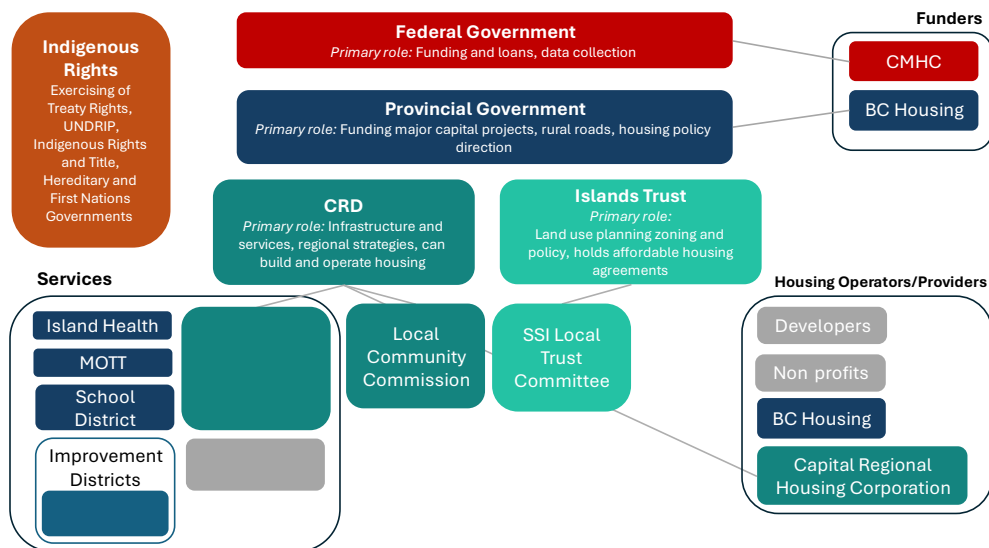 Indigenous
Rights
Exercising of
Treaty Rights,
UNDRIP,
Indigenous Rights
and Title,
Hereditary and
First Nations
Governments
Federal Government
Primary role: Funding and loans, data collection
Provincial Government
Primary role: Funding major capital projects, rural roads, housing policy
direction
Funders
CMHC
BC Housing
CRD
Primary role: Infrastructure and
services, regional strategies, can
build and operate housing
Islands Trust
Primary role:
Land use planning zoning and
policy, holds affordable housing
agreements
Services
Island Health
MOTT
School
District
Improvement
Districts
Local
Community
Commission
SSI Local
Trust
Committee
Housing Operators/Providers
Developers
Non profits
BC Housing
Capital Regional
Housing Corporation